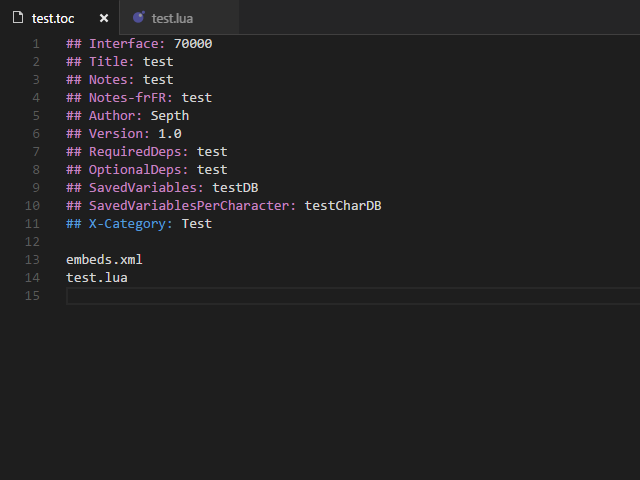 test.toc × test.lua
1 ## Interface: 70000
2 ## Title: test
3 ## Notes: test
4 ## Notes-frFR: test
5 ## Author: Septh
6 ## Version: 1.0
7 ## RequiredDeps: test
8 ## OptionalDeps: test
9 ## SavedVariables: testDB
10 ## SavedVariablesPerCharacter: testCharDB
11 ## X-Category: Test
12
13 embeds.xml
14 test.lua
15